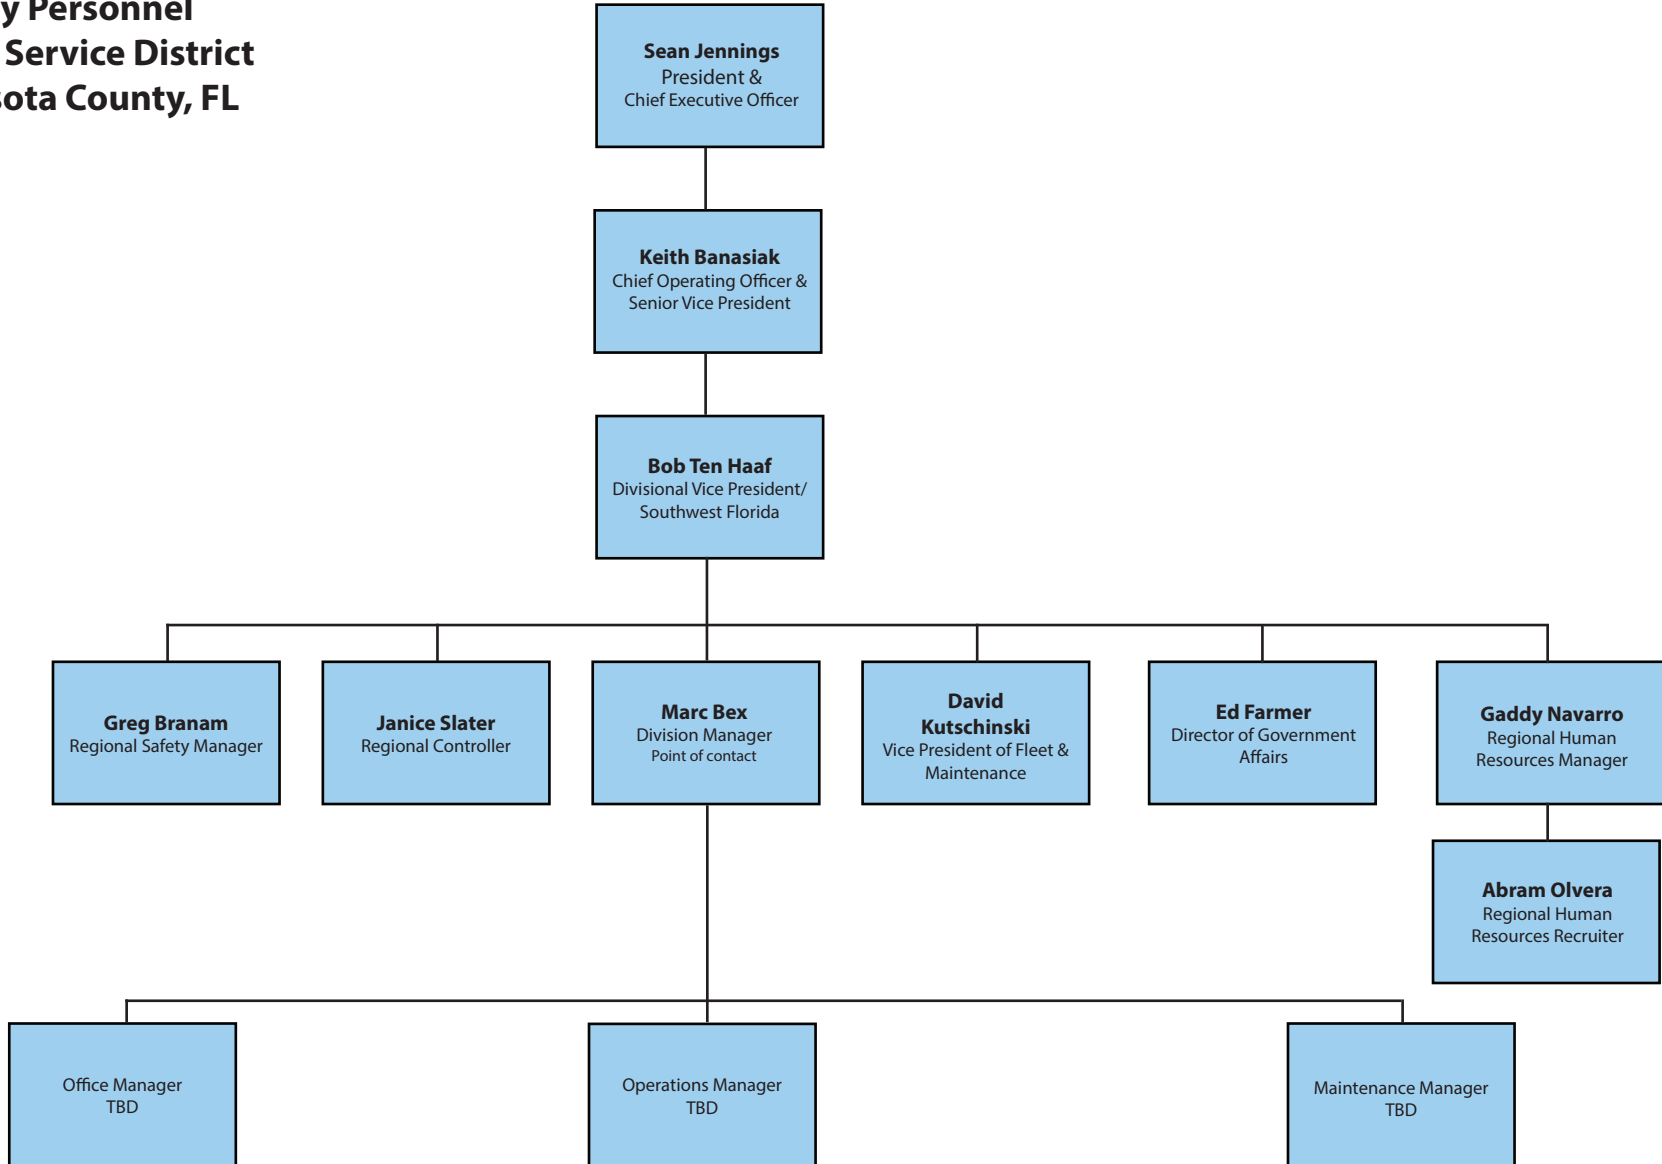 y Personnel
Service District
sota County, FL
Sean Jennings
President &
Chief Executive Officer
Keith Banasiak
Chief Operating Officer &
Senior Vice President
Bob Ten Haaf
Divisional Vice President/
Southwest Florida
Greg Branam
Regional Safety Manager
Janice Slater
Regional Controller
Marc Bex
Division Manager
Point of contact
David
Kutschinski
Vice President of Fleet &
Maintenance
Ed Farmer
Director of Government
Affairs
Gaddy Navarro
Regional Human
Resources Manager
Abram Olvera
Regional Human
Resources Recruiter
Office Manager
TBD
Operations Manager
TBD
Maintenance Manager
TBD